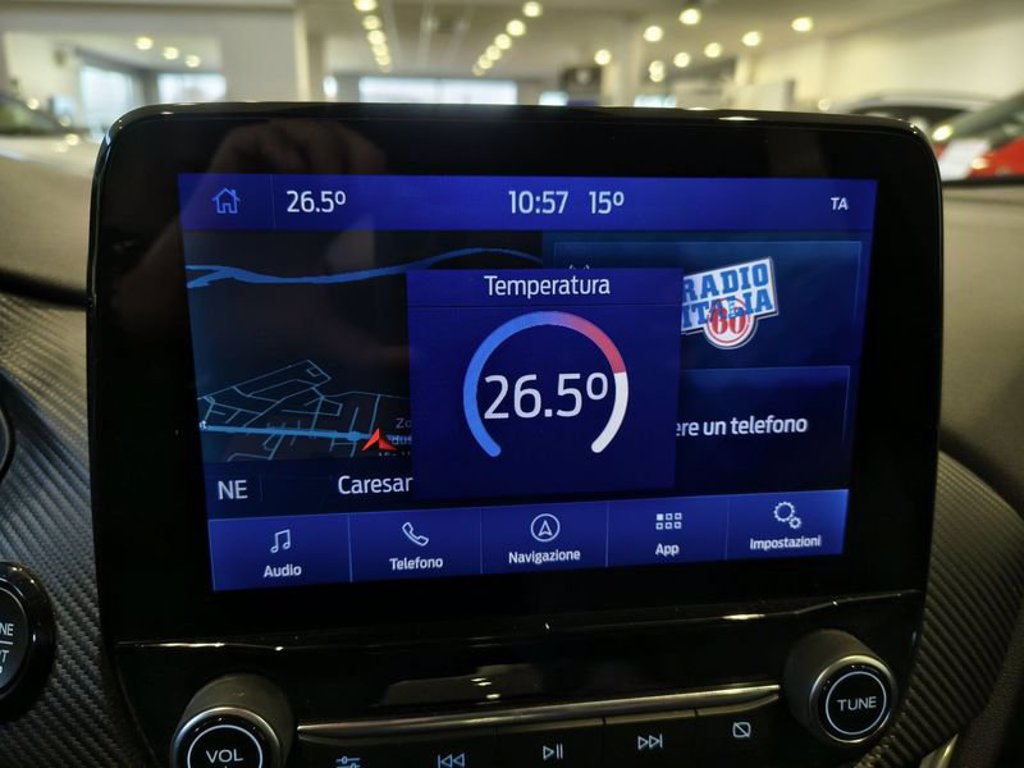 26.5º
10:57 15º
TA
Temperatura
26.5º
RADIO
ITALIA
60
ere un telefono
NE
Caresar
Audio
Telefono
Navigazione
App
Impostazioni
VOL
TUNE